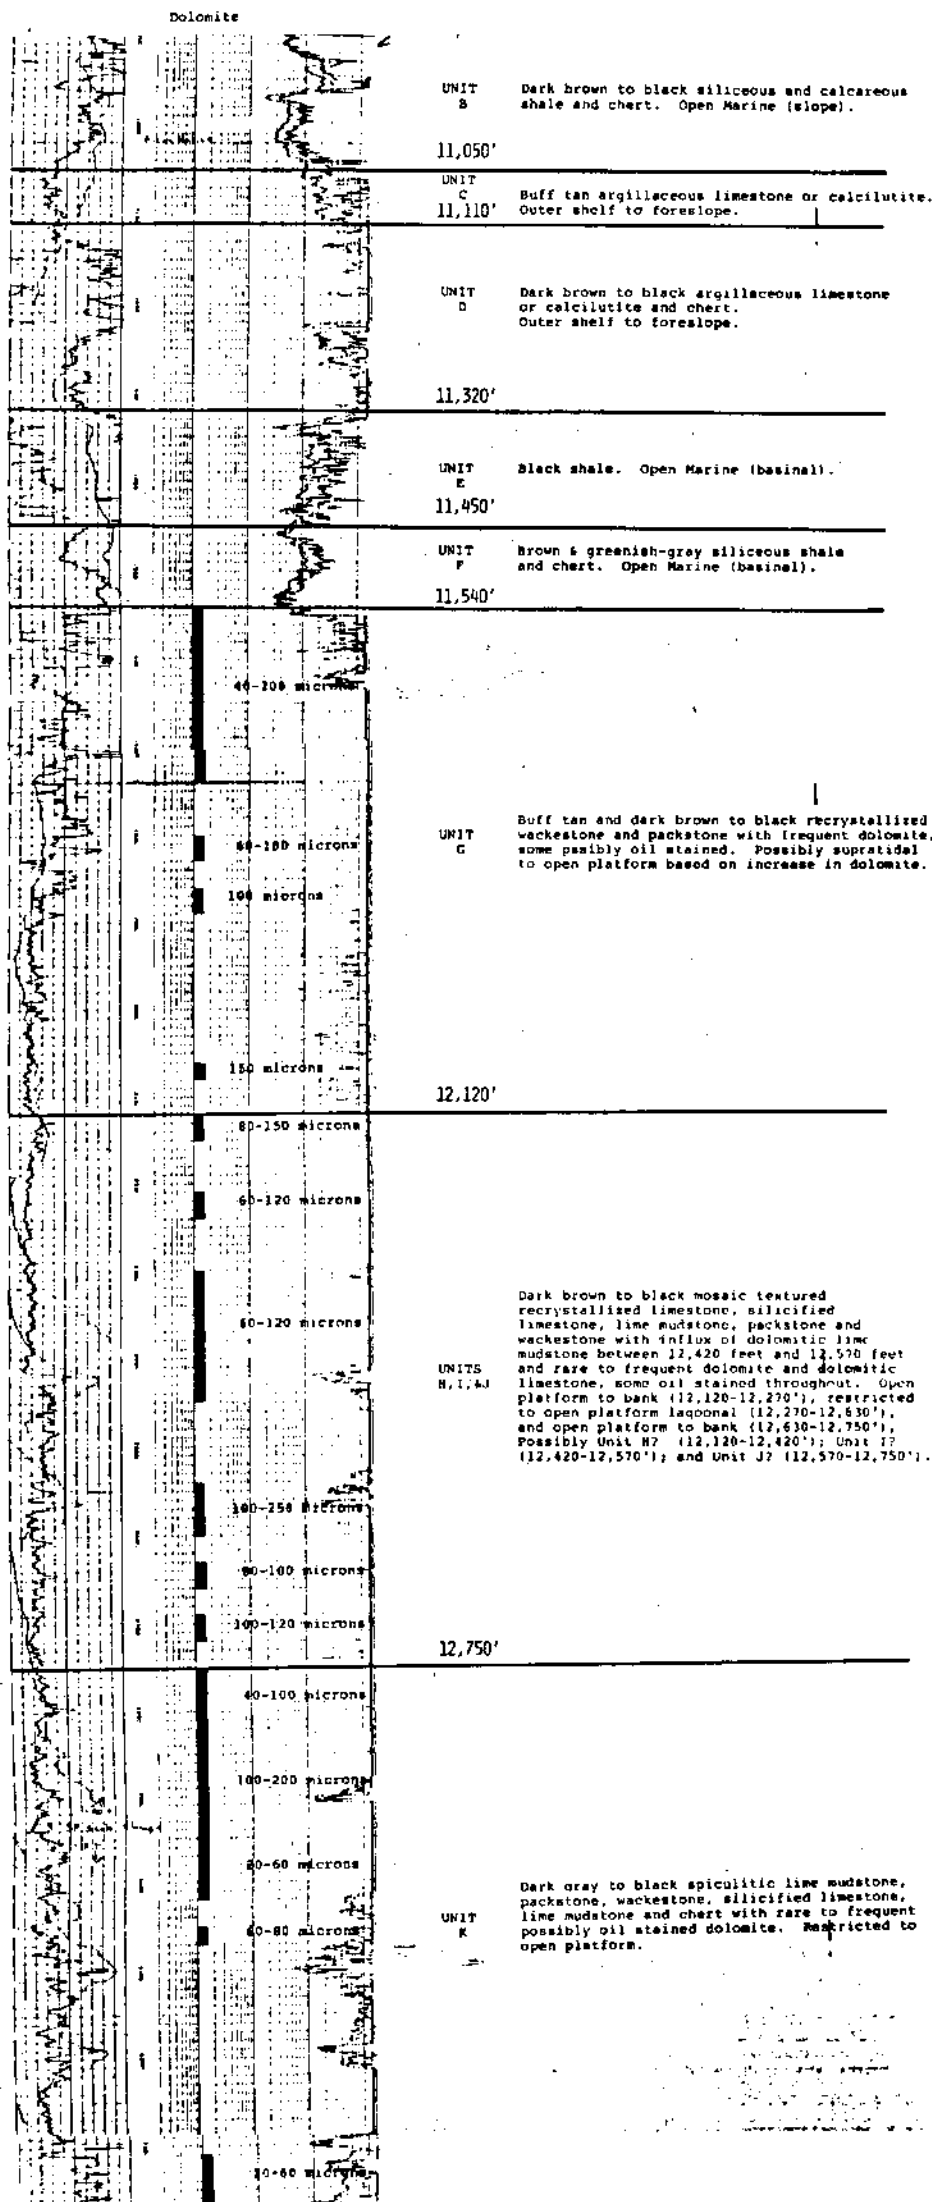 Dolomite
UNIT
B
Dark brown to black siliceous and calcareous
shale and chert. Open Marine (slope).
11,050'
UNIT
C
11,110'
Buff tan argillaceous limestone or calcilutite.
Outer shelf to foreslope.
UNIT
D
Dark brown to black argillaceous limestone
or calcilutite and chert.
Outer shelf to foreslope.
11,320'
UNIT
E
Black shale. Open Marine (basinal).
11,450'
UNIT
F
Brown & greenish-gray siliceous shale
and chert. Open Marine (basinal).
11,540'
40-200 microns
UNIT
G
Buff tan and dark brown to black recrystallized
wackestone and packstone with frequent dolomite,
some pssibly oil stained. Possibly supratidal
to open platform based on increase in dolomite.
microns
100 microns
150 microns
12,120'
80-150 microns
60-120 microns
60-120 microns
UNITS
H,I,&J
Dark brown to black mosaic textured
recrystallized limestone, silicified
limestone, lime mudstone, packstone and
wackestone with influx of dolomitic lime
mudstone between 12,420 feet and 12,570 feet
and rare to frequent dolomite and dolomitic
limestone, some oil stained throughout. Open
platform to bank (12,120-12,270'), restricted
to open platform lagoonal (12,270-12,630'),
and open platform to bank (12,630-12,750').
Possibly Unit H? (12,120-12,420'); Unit I?
(12,420-12,570'); and Unit J? (12,570-12,750').
100-250 microns
80-100 microns
100-120 microns
12,750'
40-100 microns
100-200 microns
20-60 microns
60-80 microns
UNIT
K
Dark gray to black spiculitic lime mudstone,
packstone, wackestone, silicified limestone,
lime mudstone and chert with rare to frequent
possibly oil stained dolomite. Restricted to
open platform.
microns